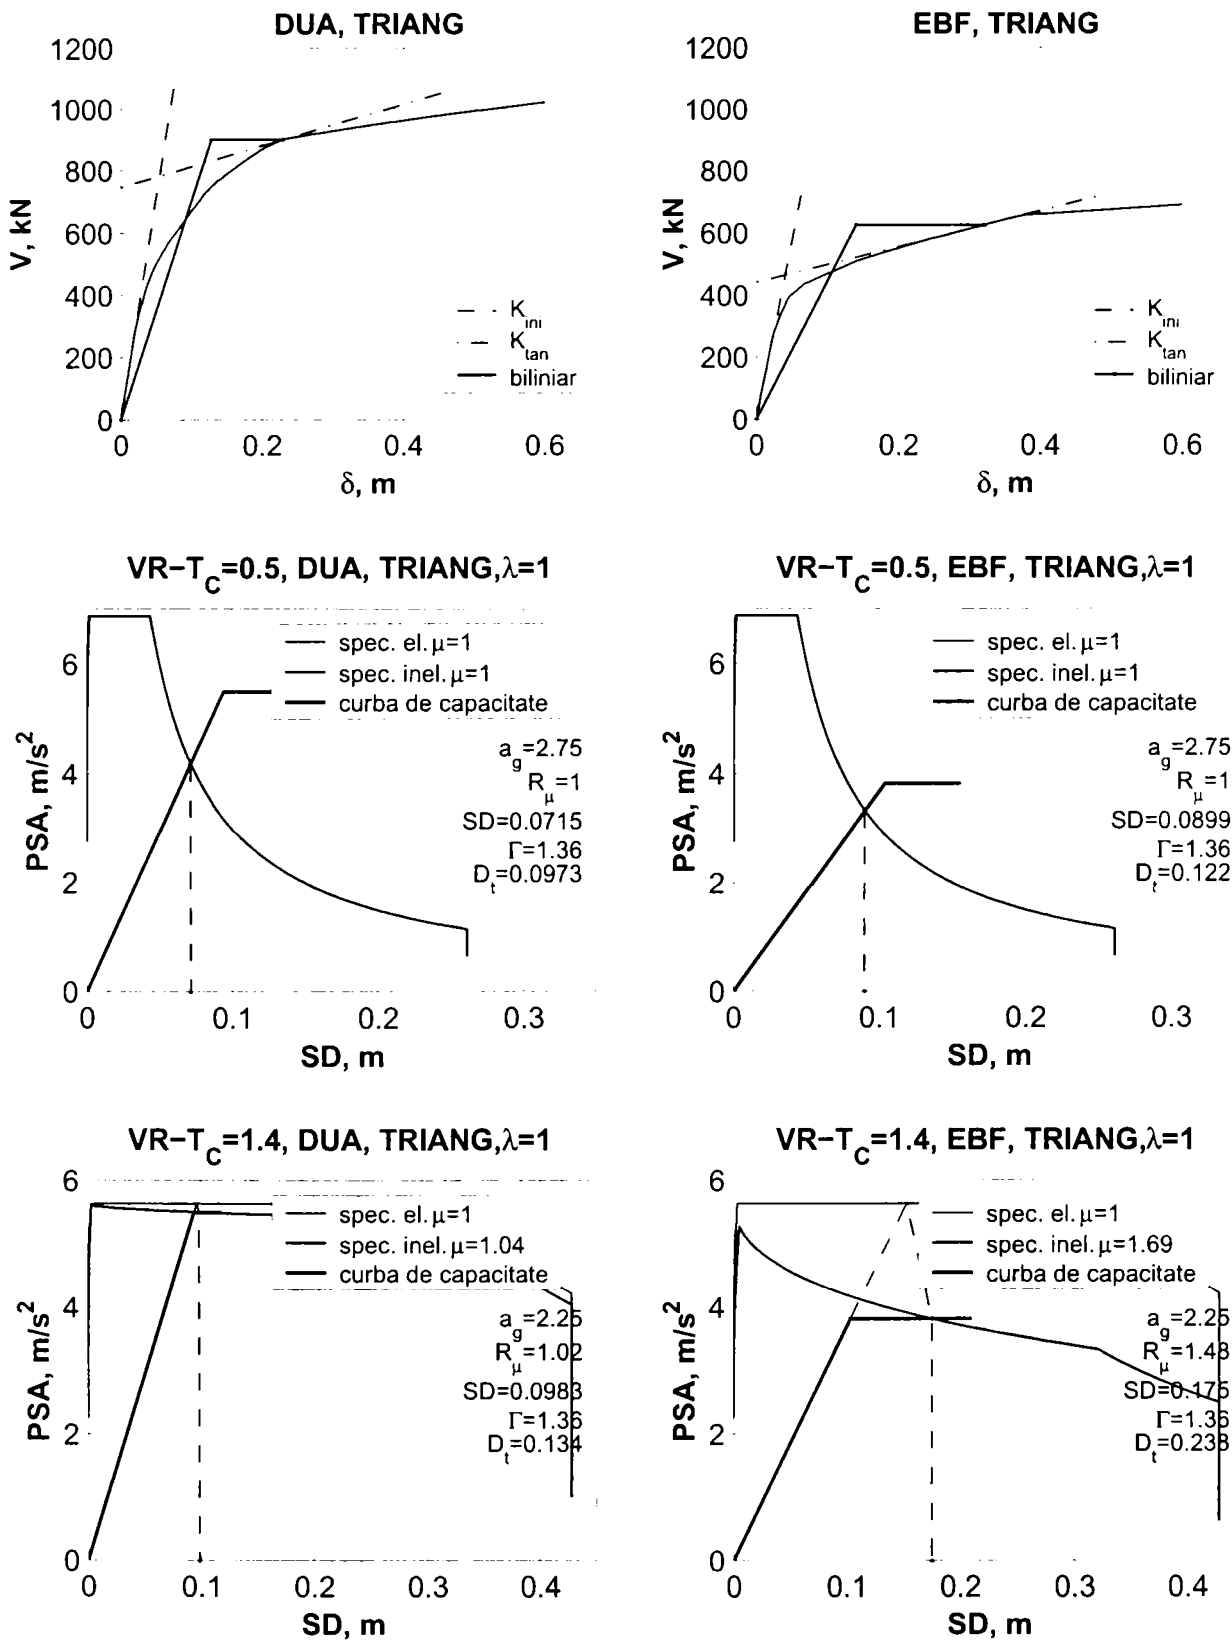 DUA, TRIANG
1200
1000
800
600
400
200
0
V, kN
K_ini
K_tan
biliniar
0 0.2 0.4 0.6
δ, m
EBF, TRIANG
1200
1000
800
600
400
200
0
V, kN
K_ini
K_tan
biliniar
0 0.2 0.4 0.6
δ, m
VR−T_C=0.5, DUA, TRIANG,λ=1
6
4
2
0
PSA, m/s²
spec. el. μ=1
spec. inel. μ=1
curba de capacitate
a_g=2.75
R_μ=1
SD=0.0715
Γ=1.36
D_t=0.0973
0 0.1 0.2 0.3
SD, m
VR−T_C=0.5, EBF, TRIANG,λ=1
6
4
2
0
PSA, m/s²
spec. el. μ=1
spec. inel. μ=1
curba de capacitate
a_g=2.75
R_μ=1
SD=0.0899
Γ=1.36
D_t=0.122
0 0.1 0.2 0.3
SD, m
VR−T_C=1.4, DUA, TRIANG,λ=1
6
4
2
0
PSA, m/s²
spec. el. μ=1
spec. inel. μ=1.04
curba de capacitate
a_g=2.25
R_μ=1.02
SD=0.0983
Γ=1.36
D_t=0.134
0 0.1 0.2 0.3 0.4
SD, m
VR−T_C=1.4, EBF, TRIANG,λ=1
6
4
2
0
PSA, m/s²
spec. el. μ=1
spec. inel. μ=1.69
curba de capacitate
a_g=2.25
R_μ=1.48
SD=0.175
Γ=1.36
D_t=0.238
0 0.1 0.2 0.3 0.4
SD, m